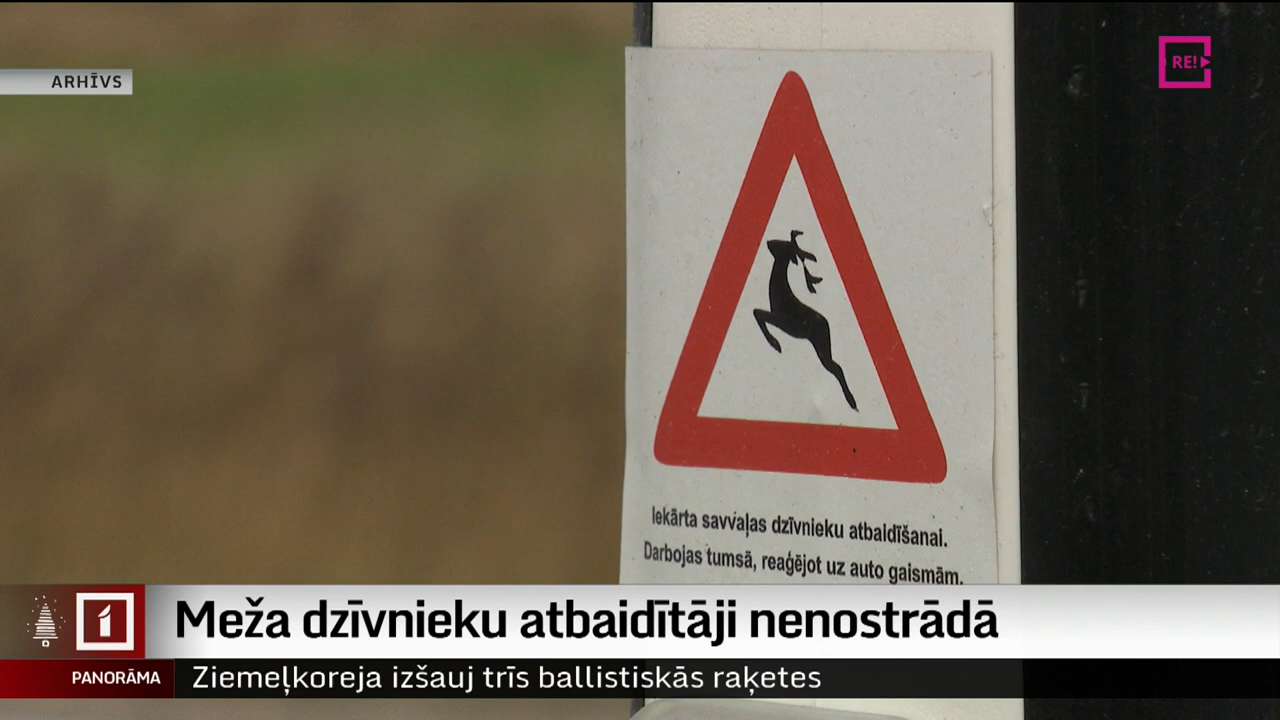 ARHĪVS
RE!
Iekārta savvaļas dzīvnieku atbaidīšanai.
Darbojas tumsā, reaģējot uz auto gaismām.
1
Meža dzīvnieku atbaidītāji nenostrādā
PANORĀMA
Ziemeļkoreja izšauj trīs ballistiskās raķetes